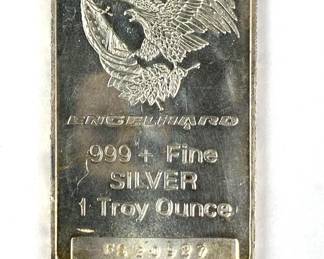 ENGELHARD
999 + Fine
SILVER
1 Troy Ounce